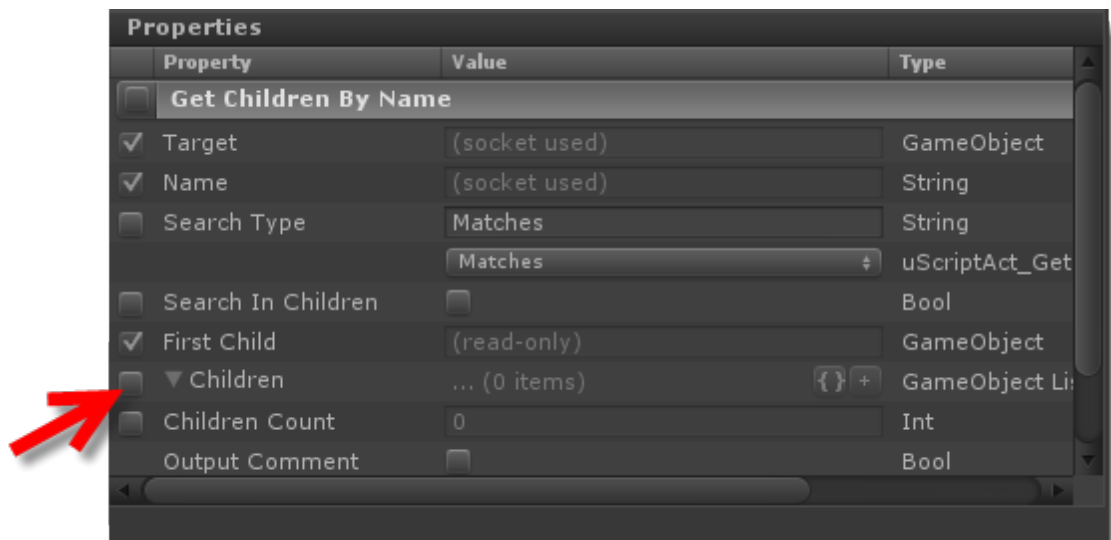 Properties
Property Value Type
Get Children By Name
Target (socket used) GameObject
Name (socket used) String
Search Type Matches String
Matches uScriptAct_Get
Search In Children Bool
First Child (read-only) GameObject
Children ... (0 items) {} + GameObject Lis
Children Count 0 Int
Output Comment Bool